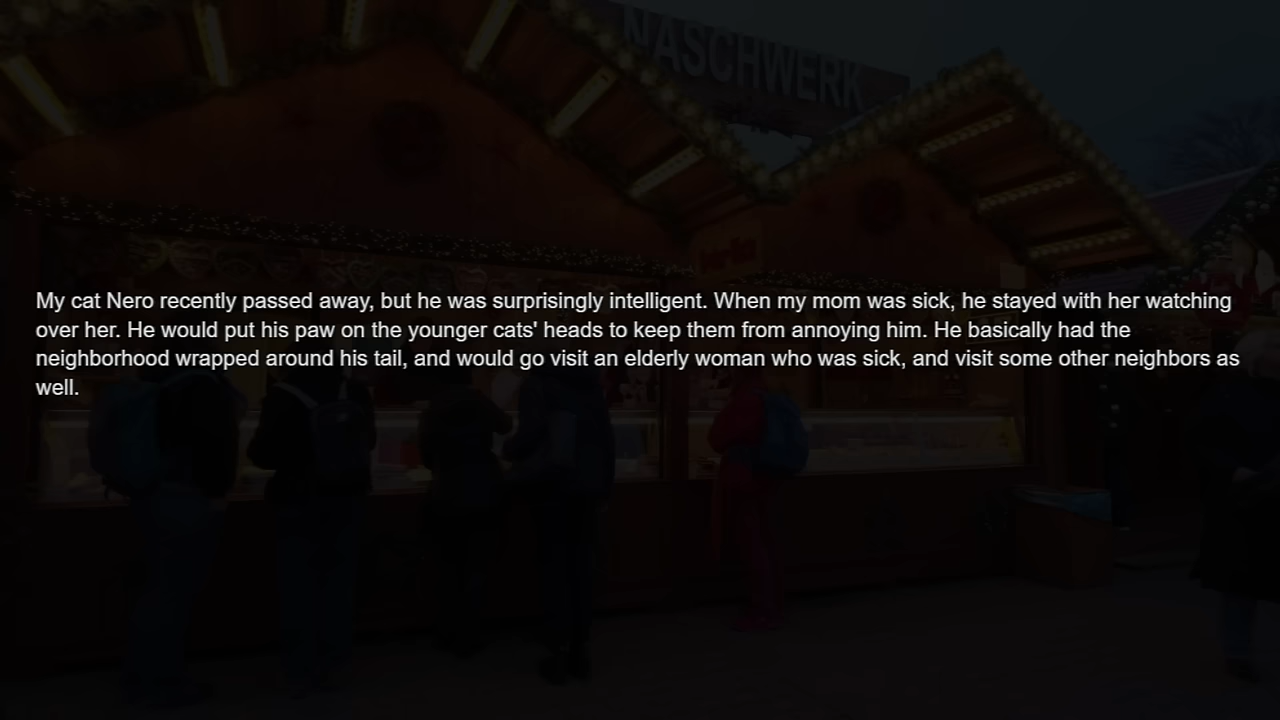 NASCHWERK
My cat Nero recently passed away, but he was surprisingly intelligent. When my mom was sick, he stayed with her watching
over her. He would put his paw on the younger cats' heads to keep them from annoying him. He basically had the
neighborhood wrapped around his tail, and would go visit an elderly woman who was sick, and visit some other neighbors as
well.